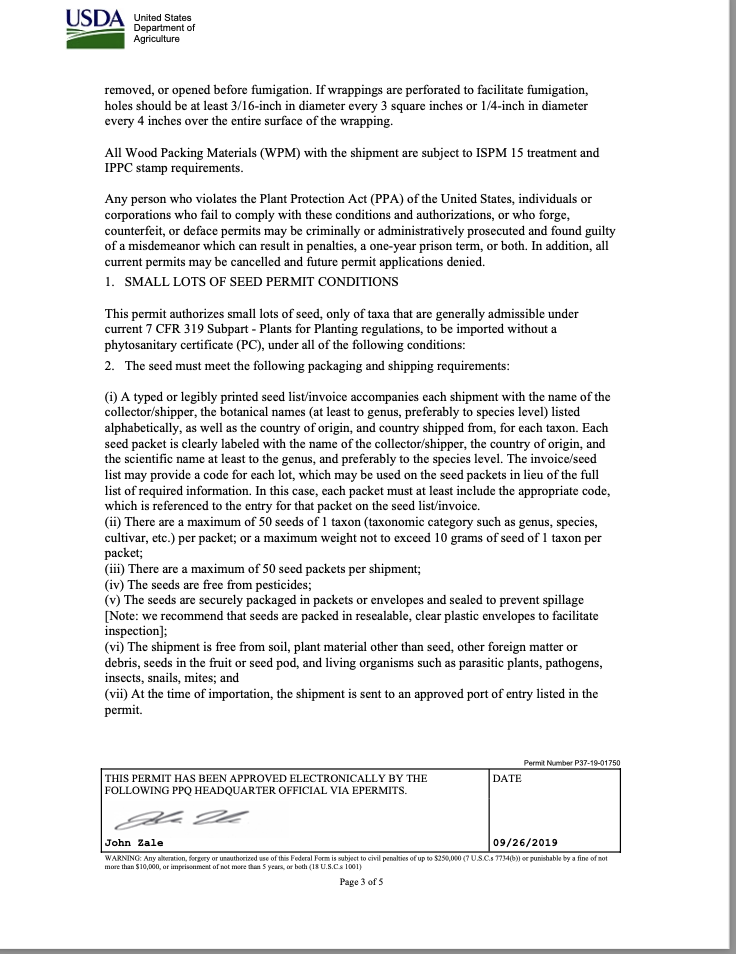 USDA
United States
Department of
Agriculture
removed, or opened before fumigation. If wrappings are perforated to facilitate fumigation,
holes should be at least 3/16-inch in diameter every 3 square inches or 1/4-inch in diameter
every 4 inches over the entire surface of the wrapping.
All Wood Packing Materials (WPM) with the shipment are subject to ISPM 15 treatment and
IPPC stamp requirements.
Any person who violates the Plant Protection Act (PPA) of the United States, individuals or
corporations who fail to comply with these conditions and authorizations, or who forge,
counterfeit, or deface permits may be criminally or administratively prosecuted and found guilty
of a misdemeanor which can result in penalties, a one-year prison term, or both. In addition, all
current permits may be cancelled and future permit applications denied.
1. SMALL LOTS OF SEED PERMIT CONDITIONS
This permit authorizes small lots of seed, only of taxa that are generally admissible under
current 7 CFR 319 Subpart - Plants for Planting regulations, to be imported without a
phytosanitary certificate (PC), under all of the following conditions:
2. The seed must meet the following packaging and shipping requirements:
(i) A typed or legibly printed seed list/invoice accompanies each shipment with the name of the
collector/shipper, the botanical names (at least to genus, preferably to species level) listed
alphabetically, as well as the country of origin, and country shipped from, for each taxon. Each
seed packet is clearly labeled with the name of the collector/shipper, the country of origin, and
the scientific name at least to the genus, and preferably to the species level. The invoice/seed
list may provide a code for each lot, which may be used on the seed packets in lieu of the full
list of required information. In this case, each packet must at least include the appropriate code,
which is referenced to the entry for that packet on the seed list/invoice.
(ii) There are a maximum of 50 seeds of 1 taxon (taxonomic category such as genus, species,
cultivar, etc.) per packet; or a maximum weight not to exceed 10 grams of seed of 1 taxon per
packet;
(iii) There are a maximum of 50 seed packets per shipment;
(iv) The seeds are free from pesticides;
(v) The seeds are securely packaged in packets or envelopes and sealed to prevent spillage
[Note: we recommend that seeds are packed in resealable, clear plastic envelopes to facilitate
inspection];
(vi) The shipment is free from soil, plant material other than seed, other foreign matter or
debris, seeds in the fruit or seed pod, and living organisms such as parasitic plants, pathogens,
insects, snails, mites; and
(vii) At the time of importation, the shipment is sent to an approved port of entry listed in the
permit.
Permit Number P37-19-01750
THIS PERMIT HAS BEEN APPROVED ELECTRONICALLY BY THE
FOLLOWING PPQ HEADQUARTER OFFICIAL VIA EPERMITS.
DATE
John Zale
09/26/2019
WARNING: Any alteration, forgery or unauthorized use of this Federal Form is subject to civil penalties of up to $250,000 (7 U.S.C.s 7734(b)) or punishable by a fine of not
more than $10,000, or imprisonment of not more than 5 years, or both (18 U.S.C.s 1001)
Page 3 of 5